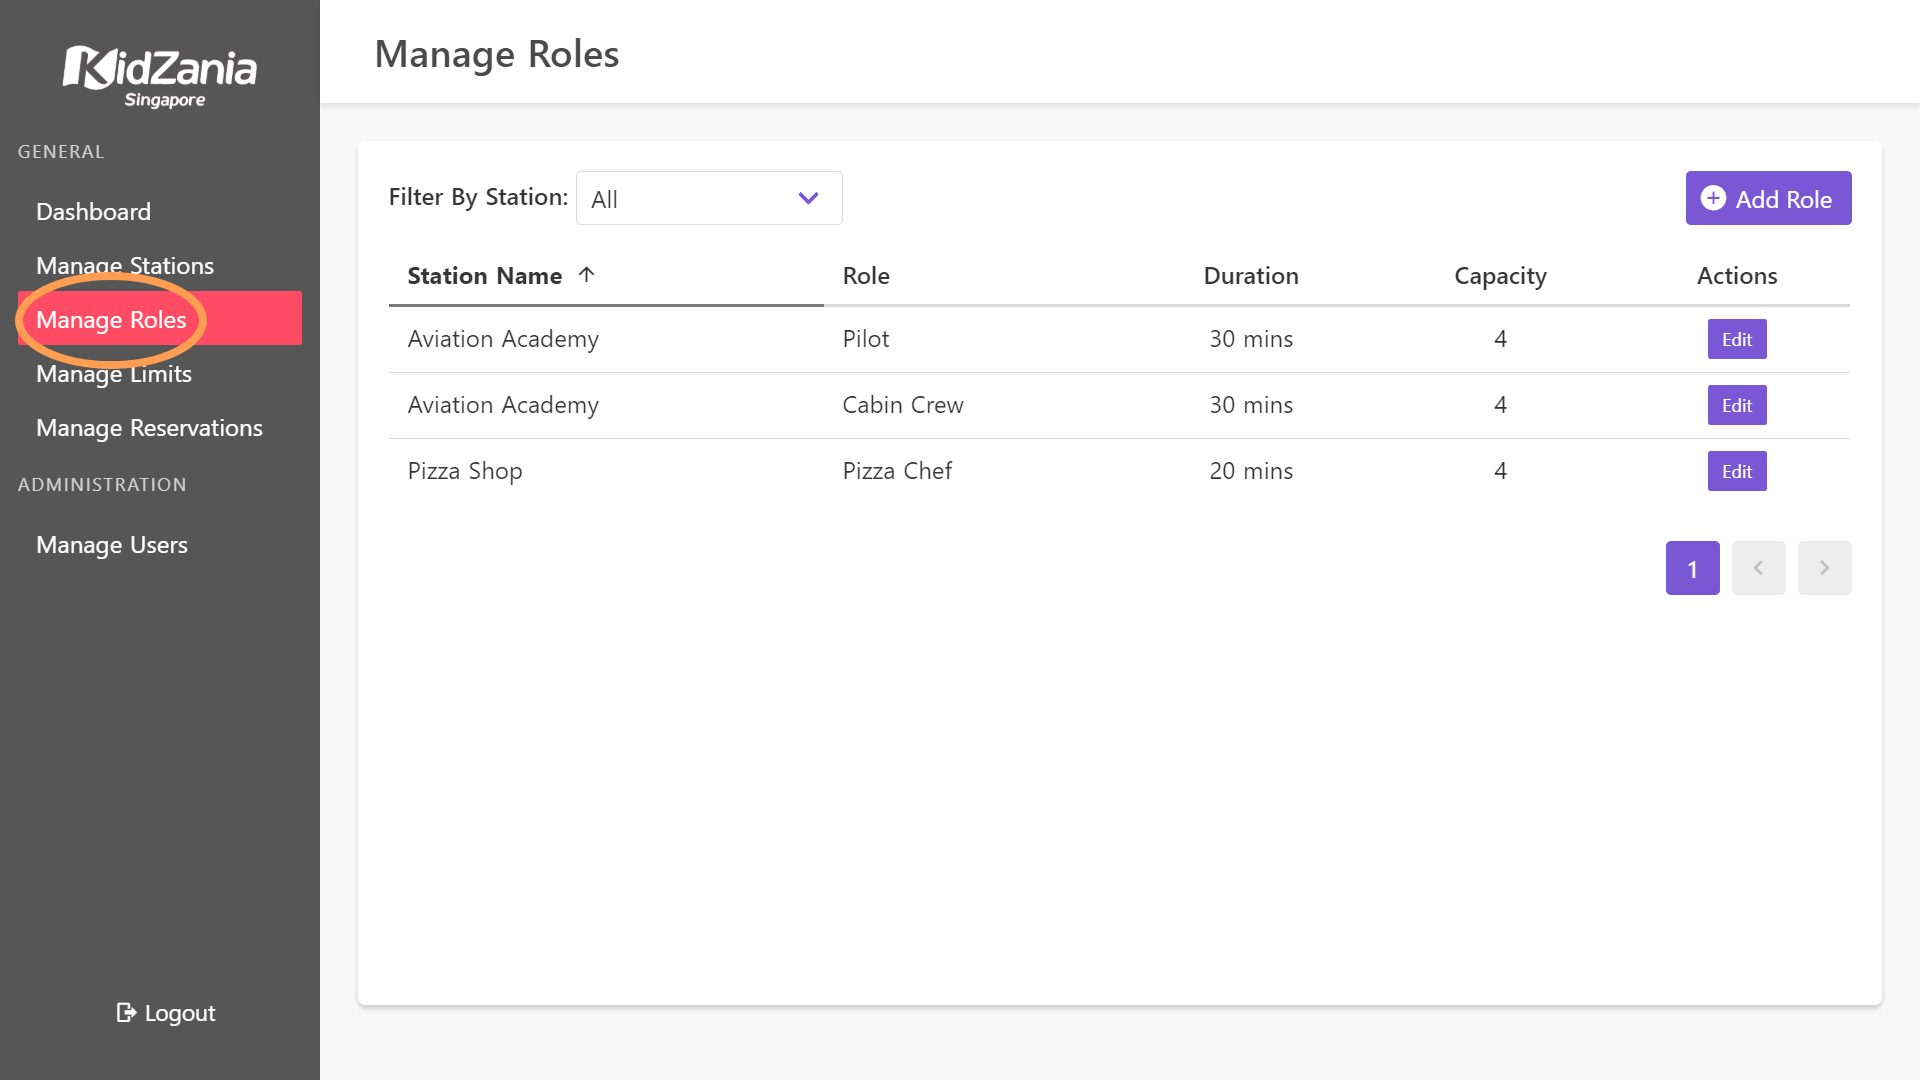 KidZania
Singapore
GENERAL
Dashboard
Manage Stations
Manage Roles
Manage Limits
Manage Reservations
ADMINISTRATION
Manage Users
Logout
Manage Roles
Filter By Station: All
Add Role
Station Name Role Duration Capacity Actions
Aviation Academy Pilot 30 mins 4 Edit
Aviation Academy Cabin Crew 30 mins 4 Edit
Pizza Shop Pizza Chef 20 mins 4 Edit
1